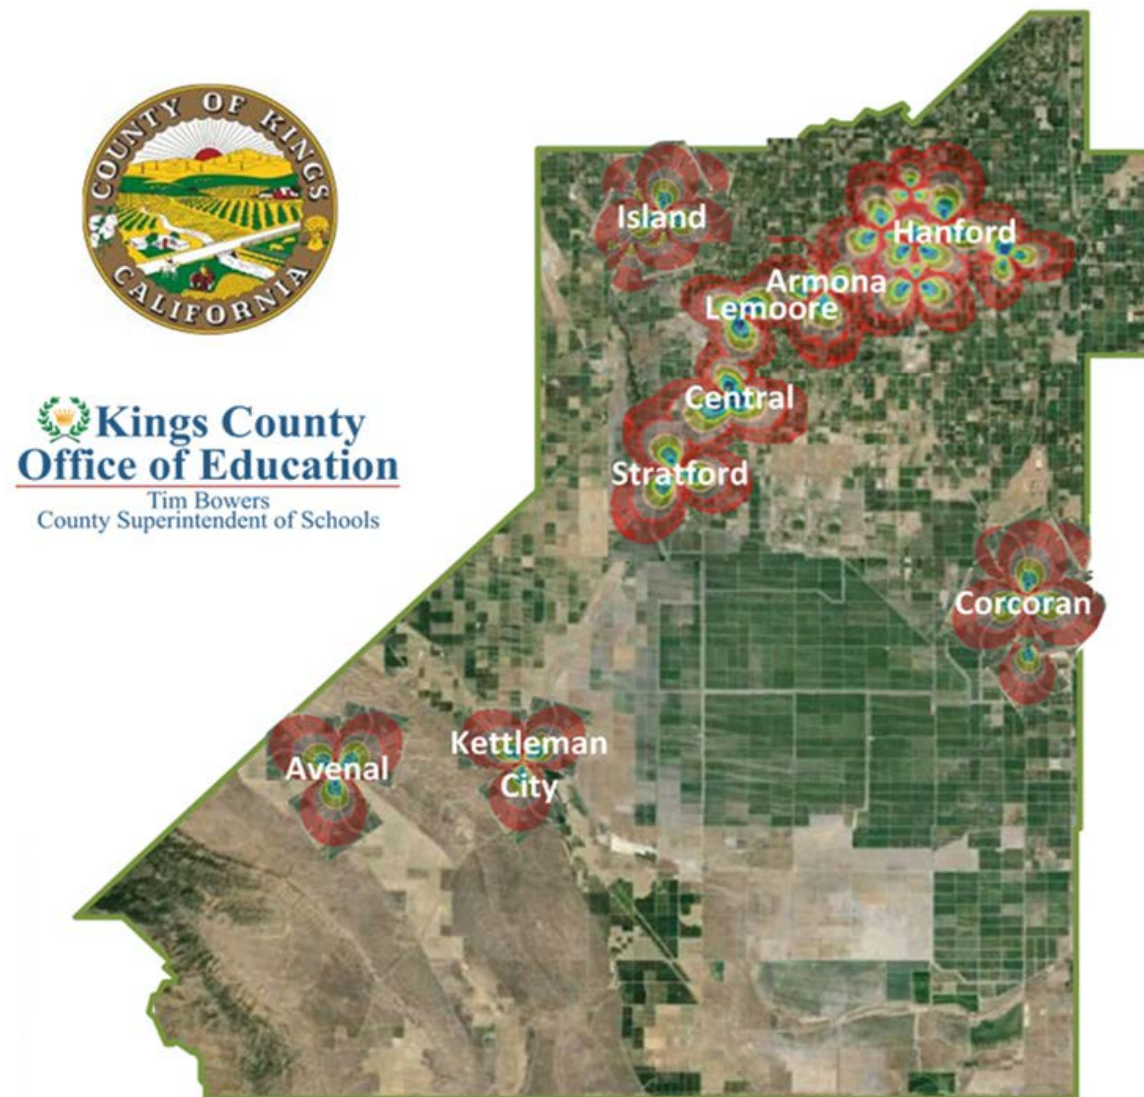 COUNTY OF KINGS
CALIFORNIA
Kings County
Office of Education
Tim Bowers
County Superintendent of Schools
Island
Hanford
Armona
Lemoore
Central
Stratford
Corcoran
Kettleman
City
Avenal